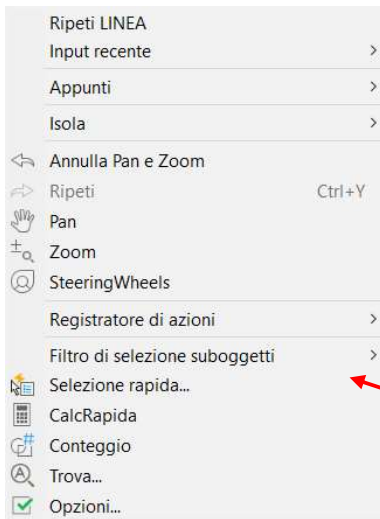 Ripeti LINEA
Input recente
Appunti
Isola
Annulla Pan e Zoom
Ripeti Ctrl+Y
Pan
Zoom
SteeringWheels
Registratore di azioni
Filtro di selezione suboggetti
Selezione rapida...
CalcRapida
Conteggio
Trova...
Opzioni...